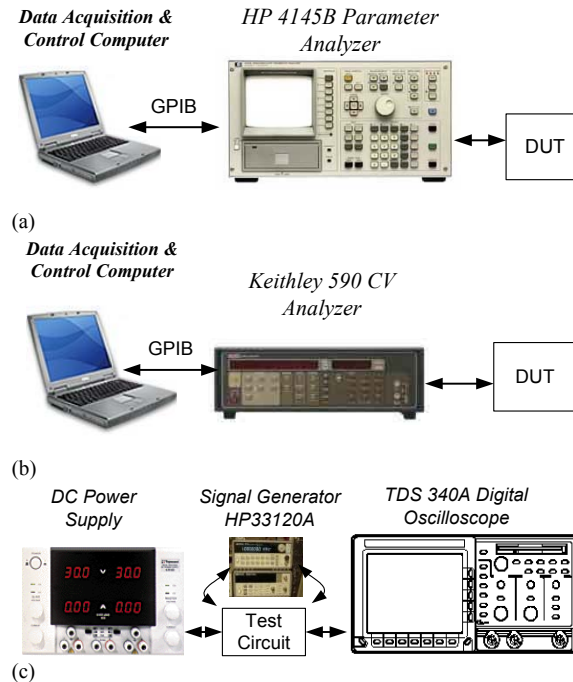 Data Acquisition &
Control Computer
HP 4145B Parameter
Analyzer
GPIB
DUT
(a)
Data Acquisition &
Control Computer
Keithley 590 CV
Analyzer
GPIB
DUT
(b)
DC Power
Supply
Signal Generator
HP33120A
TDS 340A Digital
Oscilloscope
30.0 V 30.0
0.00 A 0.00
Test
Circuit
(c)